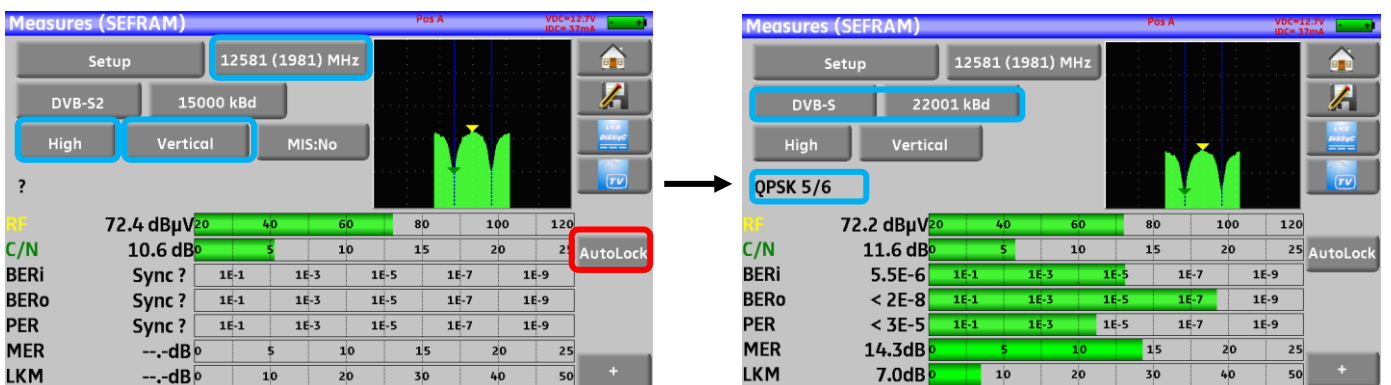 Measures (SEFRAM) Pos A VDC=12.7V
IDC= 37mA
Setup 12581 (1981) MHz
DVB-S2 15000 kBd
High Vertical MIS:No
LNB
DiSEqC
TV
?
RF 72.4 dBµV 20 40 60 80 100 120
C/N 10.6 dB 0 5 10 15 20 25 AutoLock
BERi Sync ? 1E-1 1E-3 1E-5 1E-7 1E-9
BERo Sync ? 1E-1 1E-3 1E-5 1E-7 1E-9
PER Sync ? 1E-1 1E-3 1E-5 1E-7 1E-9
MER --.-dB 0 5 10 15 20 25
LKM --.-dB 0 10 20 30 40 50 +
Measures (SEFRAM) Pos A VDC=12.7V
IDC= 37mA
Setup 12581 (1981) MHz
DVB-S 22001 kBd
High Vertical
LNB
DiSEqC
TV
QPSK 5/6
RF 72.2 dBµV 20 40 60 80 100 120
C/N 11.6 dB 0 5 10 15 20 25 AutoLock
BERi 5.5E-6 1E-1 1E-3 1E-5 1E-7 1E-9
BERo < 2E-8 1E-1 1E-3 1E-5 1E-7 1E-9
PER < 3E-5 1E-1 1E-3 1E-5 1E-7 1E-9
MER 14.3dB 0 5 10 15 20 25
LKM 7.0dB 0 10 20 30 40 50 +